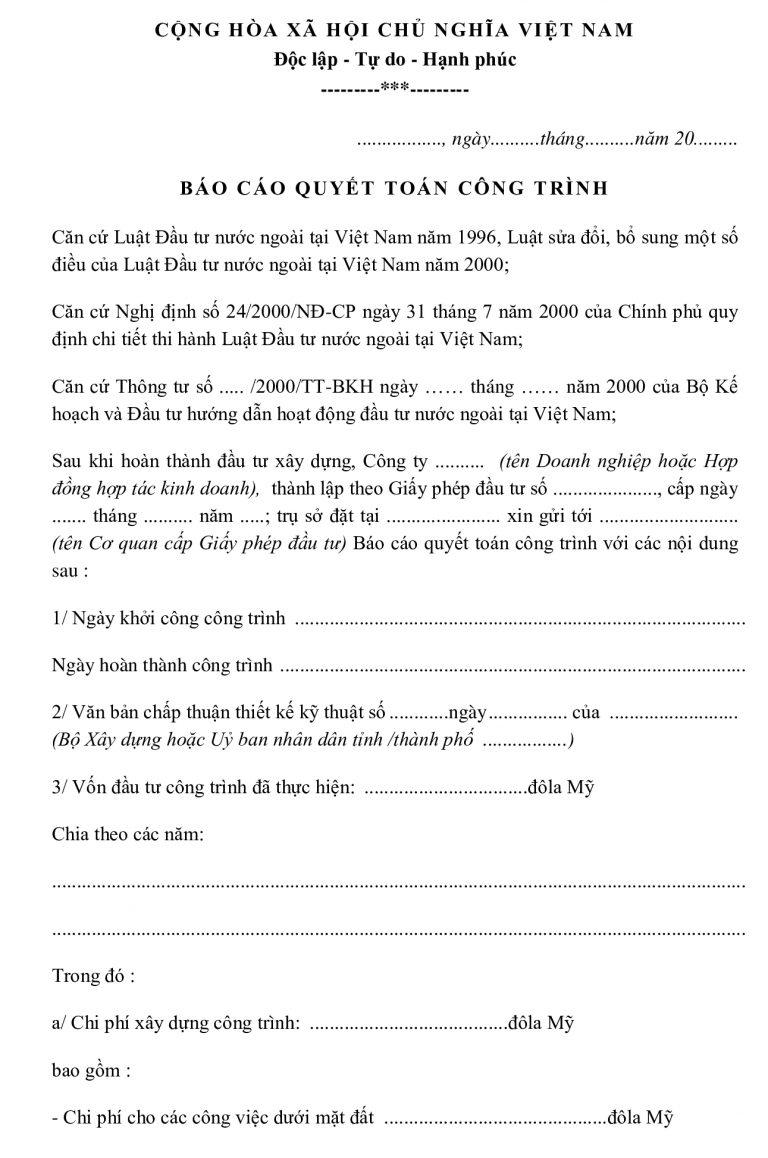 CỘNG HÒA XÃ HỘI CHỦ NGHĨA VIỆT NAM
Độc lập - Tự do - Hạnh phúc
---------***---------
................., ngày..........tháng..........năm 20.........
BÁO CÁO QUYẾT TOÁN CÔNG TRÌNH
Căn cứ Luật Đầu tư nước ngoài tại Việt Nam năm 1996, Luật sửa đổi, bổ sung một số
điều của Luật Đầu tư nước ngoài tại Việt Nam năm 2000;
Căn cứ Nghị định số 24/2000/NĐ-CP ngày 31 tháng 7 năm 2000 của Chính phủ quy
định chi tiết thi hành Luật Đầu tư nước ngoài tại Việt Nam;
Căn cứ Thông tư số ..... /2000/TT-BKH ngày …… tháng …… năm 2000 của Bộ Kế
hoạch và Đầu tư hướng dẫn hoạt động đầu tư nước ngoài tại Việt Nam;
Sau khi hoàn thành đầu tư xây dựng, Công ty .......... (tên Doanh nghiệp hoặc Hợp
đồng hợp tác kinh doanh), thành lập theo Giấy phép đầu tư số ....................., cấp ngày
....... tháng .......... năm .....; trụ sở đặt tại ....................... xin gửi tới ............................
(tên Cơ quan cấp Giấy phép đầu tư) Báo cáo quyết toán công trình với các nội dung
sau :
1/ Ngày khởi công công trình ...........................................................................................
Ngày hoàn thành công trình ..............................................................................................
2/ Văn bản chấp thuận thiết kế kỹ thuật số ............ngày................ của ..........................
(Bộ Xây dựng hoặc Uỷ ban nhân dân tỉnh /thành phố .................)
3/ Vốn đầu tư công trình đã thực hiện: .................................đôla Mỹ
Chia theo các năm:
............................................................................................................................................
............................................................................................................................................
Trong đó :
a/ Chi phí xây dựng công trình: ........................................đôla Mỹ
bao gồm :
- Chi phí cho các công việc dưới mặt đất .............................................đôla Mỹ